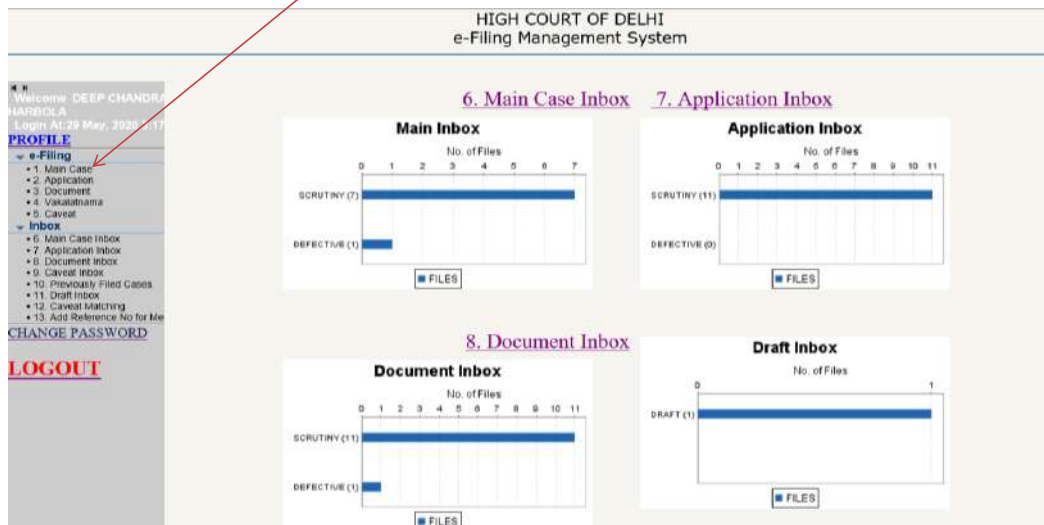 HIGH COURT OF DELHI
e-Filing Management System
Welcome DEEP CHANDRA
HARBOLA
Login At:29 May, 2020
PROFILE
e-Filing
1. Main Case
2. Application
3. Document
4. Vakalatnama
5. Caveat
Inbox
6. Main Case Inbox
7. Application Inbox
8. Document Inbox
9. Caveat Inbox
10. Previously Filed Cases
11. Draft Inbox
12. Caveat Matching
13. Add Reference No for Me
CHANGE PASSWORD
LOGOUT
6. Main Case Inbox
Main Inbox
No. of Files
0 1 2 3 4 5 6 7
SCRUTINY (7)
DEFECTIVE (1)
FILES
7. Application Inbox
Application Inbox
No. of Files
0 1 2 3 4 5 6 7 8 9 10 11
SCRUTINY (11)
DEFECTIVE (0)
FILES
8. Document Inbox
Document Inbox
No. of Files
0 1 2 3 4 5 6 7 8 9 10 11
SCRUTINY (11)
DEFECTIVE (1)
FILES
Draft Inbox
No. of Files
0 1
DRAFT (1)
FILES